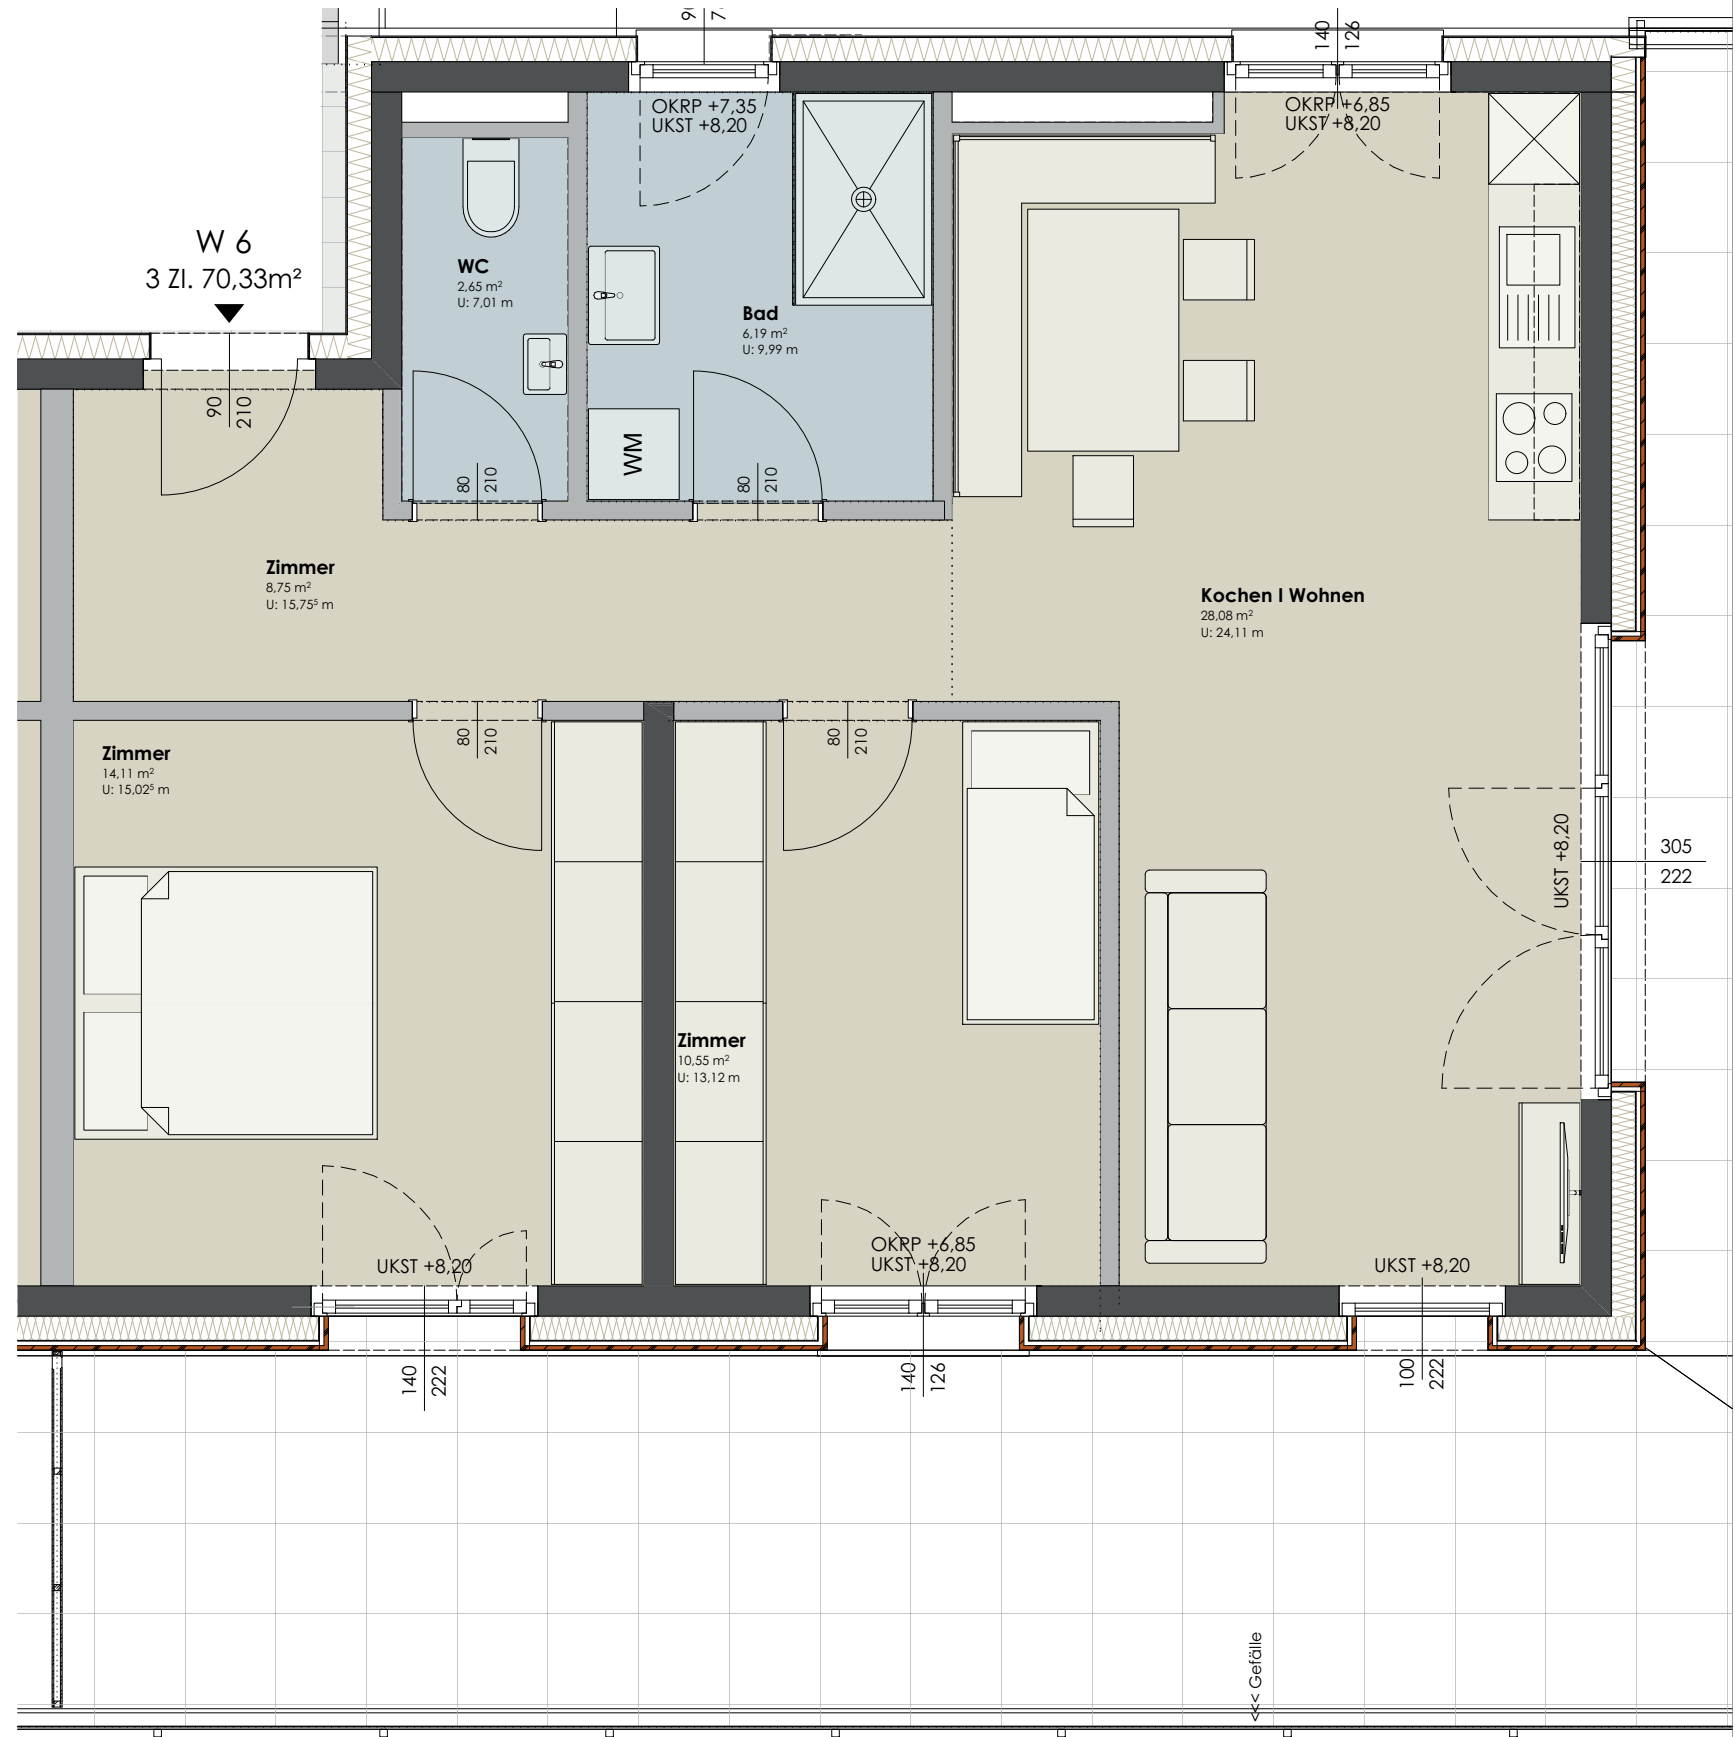 140
126
OKRP +7,35
UKST +8,20
OKRP +6,85
UKST +8,20
W 6
3 ZI. 70,33m²
WC
2,65 m²
U: 7,01 m
Bad
6,19 m²
U: 9,99 m
90
210
WM
80
210
80
210
Zimmer
8,75 m²
U: 15,75⁵ m
Kochen I Wohnen
28,08 m²
U: 24,11 m
80
210
80
210
Zimmer
14,11 m²
U: 15,02⁵ m
UKST +8,20
305
222
Zimmer
10,55 m²
U: 13,12 m
UKST +8,20
OKRP +6,85
UKST +8,20
UKST +8,20
140
222
140
126
100
222
<<< Gefälle